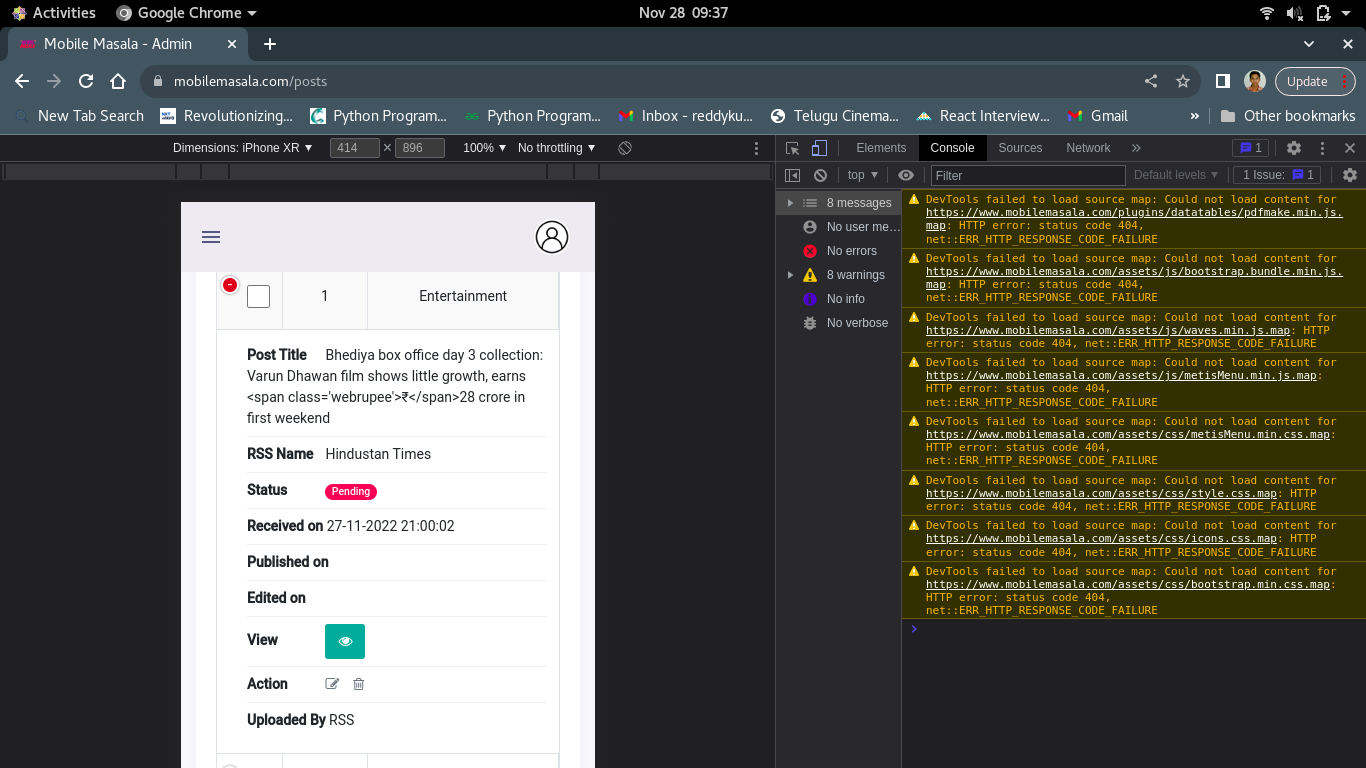 Activities
Google Chrome
Nov 28 09:37
Mobile Masala - Admin
mobilemasala.com/posts
Update
New Tab Search
Revolutionizing...
Python Program...
Python Program...
Inbox - reddyku...
Telugu Cinema...
React Interview...
Gmail
»
Other bookmarks
Dimensions: iPhone XR
414 × 896
100%
No throttling
Elements
Console
Sources
Network
»
1
top
Filter
Default levels
1 Issue: 1
1
Entertainment
Post Title Bhediya box office day 3 collection:
Varun Dhawan film shows little growth, earns
<span class='webrupee'>₹</span>28 crore in
first weekend
RSS Name Hindustan Times
Status Pending
Received on 27-11-2022 21:00:02
Published on
Edited on
View
Action
Uploaded By RSS
8 messages
No user me...
No errors
8 warnings
No info
No verbose
DevTools failed to load source map: Could not load content for
https://www.mobilemasala.com/plugins/datatables/pdfmake.min.js.
map: HTTP error: status code 404,
net::ERR_HTTP_RESPONSE_CODE_FAILURE
DevTools failed to load source map: Could not load content for
https://www.mobilemasala.com/assets/js/bootstrap.bundle.min.js.
map: HTTP error: status code 404,
net::ERR_HTTP_RESPONSE_CODE_FAILURE
DevTools failed to load source map: Could not load content for
https://www.mobilemasala.com/assets/js/waves.min.js.map: HTTP
error: status code 404, net::ERR_HTTP_RESPONSE_CODE_FAILURE
DevTools failed to load source map: Could not load content for
https://www.mobilemasala.com/assets/js/metisMenu.min.js.map:
HTTP error: status code 404,
net::ERR_HTTP_RESPONSE_CODE_FAILURE
DevTools failed to load source map: Could not load content for
https://www.mobilemasala.com/assets/css/metisMenu.min.css.map:
HTTP error: status code 404,
net::ERR_HTTP_RESPONSE_CODE_FAILURE
DevTools failed to load source map: Could not load content for
https://www.mobilemasala.com/assets/css/style.css.map: HTTP
error: status code 404, net::ERR_HTTP_RESPONSE_CODE_FAILURE
DevTools failed to load source map: Could not load content for
https://www.mobilemasala.com/assets/css/icons.css.map: HTTP
error: status code 404, net::ERR_HTTP_RESPONSE_CODE_FAILURE
DevTools failed to load source map: Could not load content for
https://www.mobilemasala.com/assets/css/bootstrap.min.css.map:
HTTP error: status code 404,
net::ERR_HTTP_RESPONSE_CODE_FAILURE